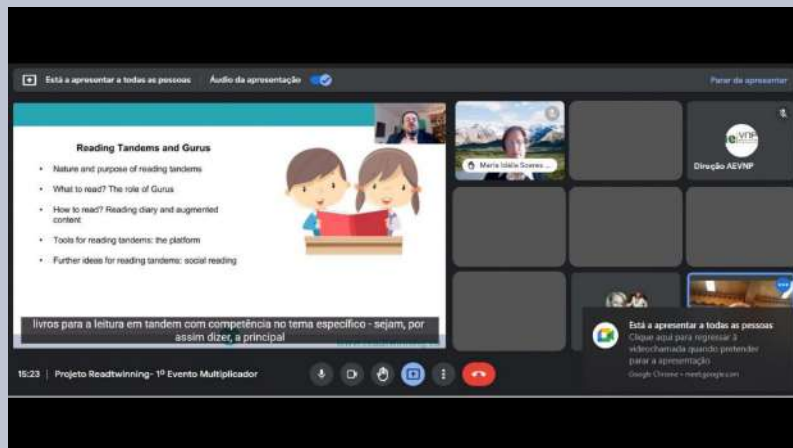 Está a apresentar a todas as pessoas
Áudio da apresentação
Parar de apresentar
Reading Tandems and Gurus
• Nature and purpose of reading tandems
• What to read? The role of Gurus
• How to read? Reading diary and augmented
content
• Tools for reading tandems: the platform
• Further ideas for reading tandems: social reading
livros para a leitura em tandem com competência no tema específico - sejam, por
assim dizer, a principal
Maria Idália Soares ...
Direção AEVNP
Está a apresentar a todas as pessoas
Clique aqui para regressar à
videochamada quando pretender
parar a apresentação
Google Chrome • meet.google.com
15:23 | Projeto Readtwinning- 1º Evento Multiplicador